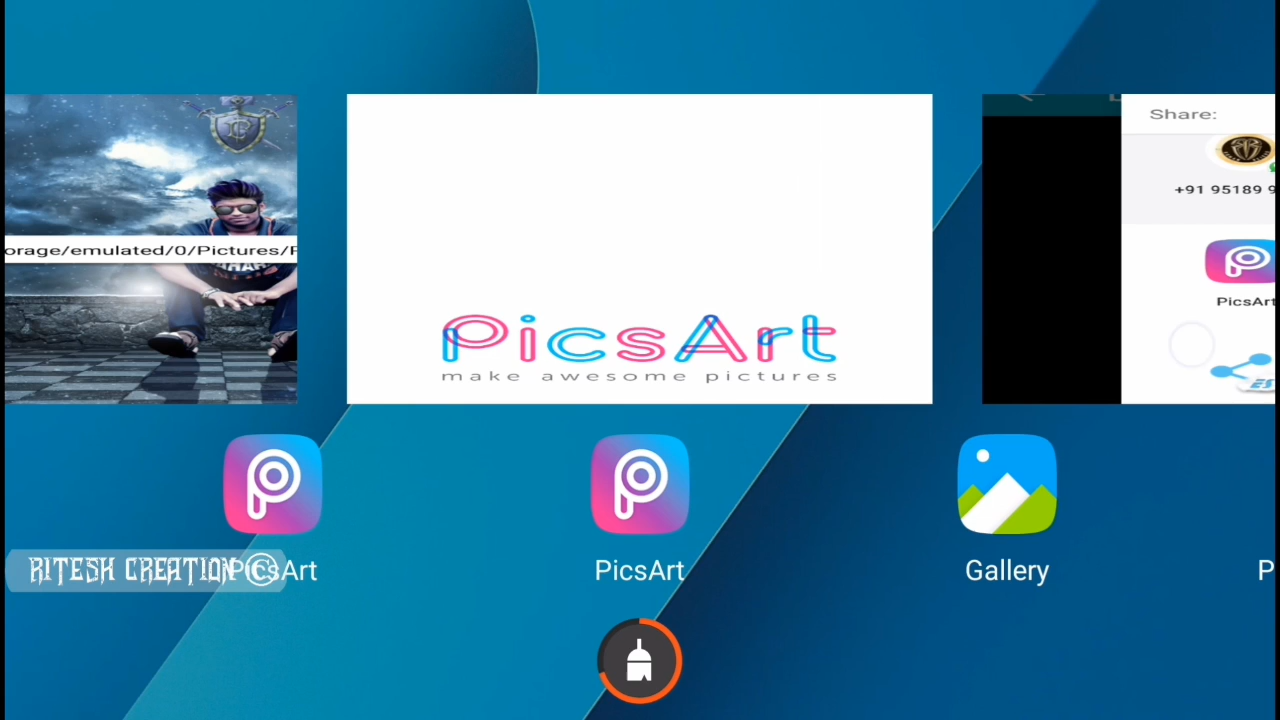 Share:
+91 95189 9
orage/emulated/0/Pictures/
PicsArt
PicsArt
make awesome pictures
RITESH CREATION ©
PicsArt
PicsArt
Gallery
P